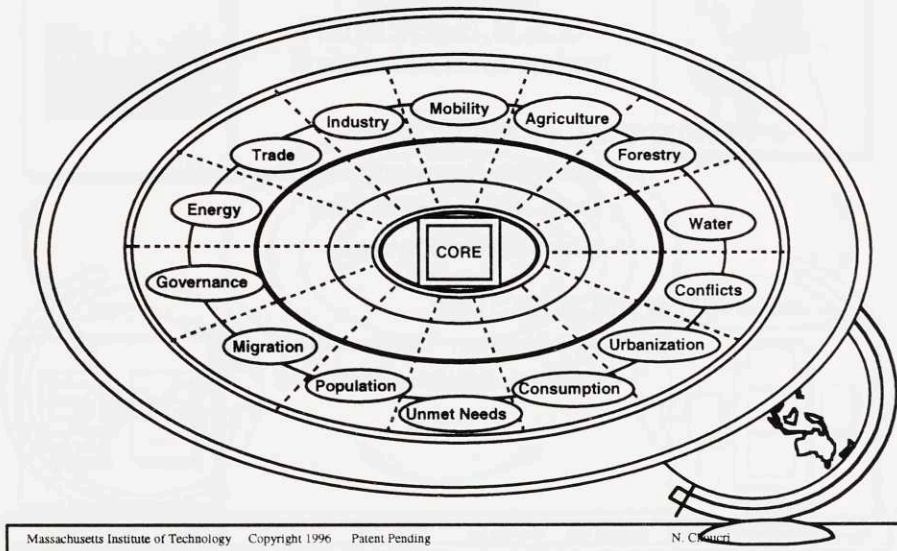 Mobility
Industry
Agriculture
Trade
Forestry
Energy
Water
CORE
Governance
Conflicts
Migration
Urbanization
Population
Consumption
Unmet Needs
Massachusetts Institute of Technology Copyright 1996 Patent Pending N. Choucri